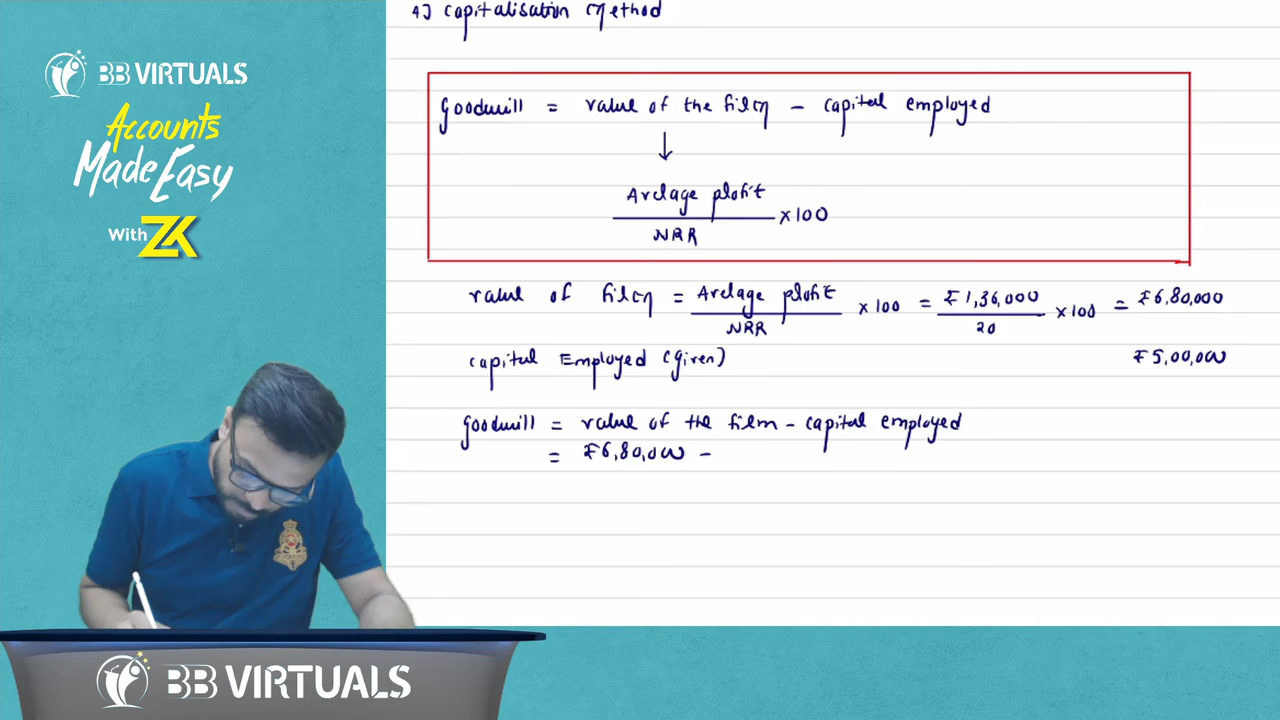 BB VIRTUALS
Accounts
Made Easy
With ZK
4) Capitalisation Method
Goodwill = value of the firm – capital employed
↓
Average profit
NRR
×100
value of firm = Average profit / NRR × 100 = ₹1,36,000 / 20 × 100 = ₹6,80,000
Capital Employed (given) ₹5,00,000
Goodwill = value of the firm – capital employed
= ₹6,80,000 –
BB VIRTUALS